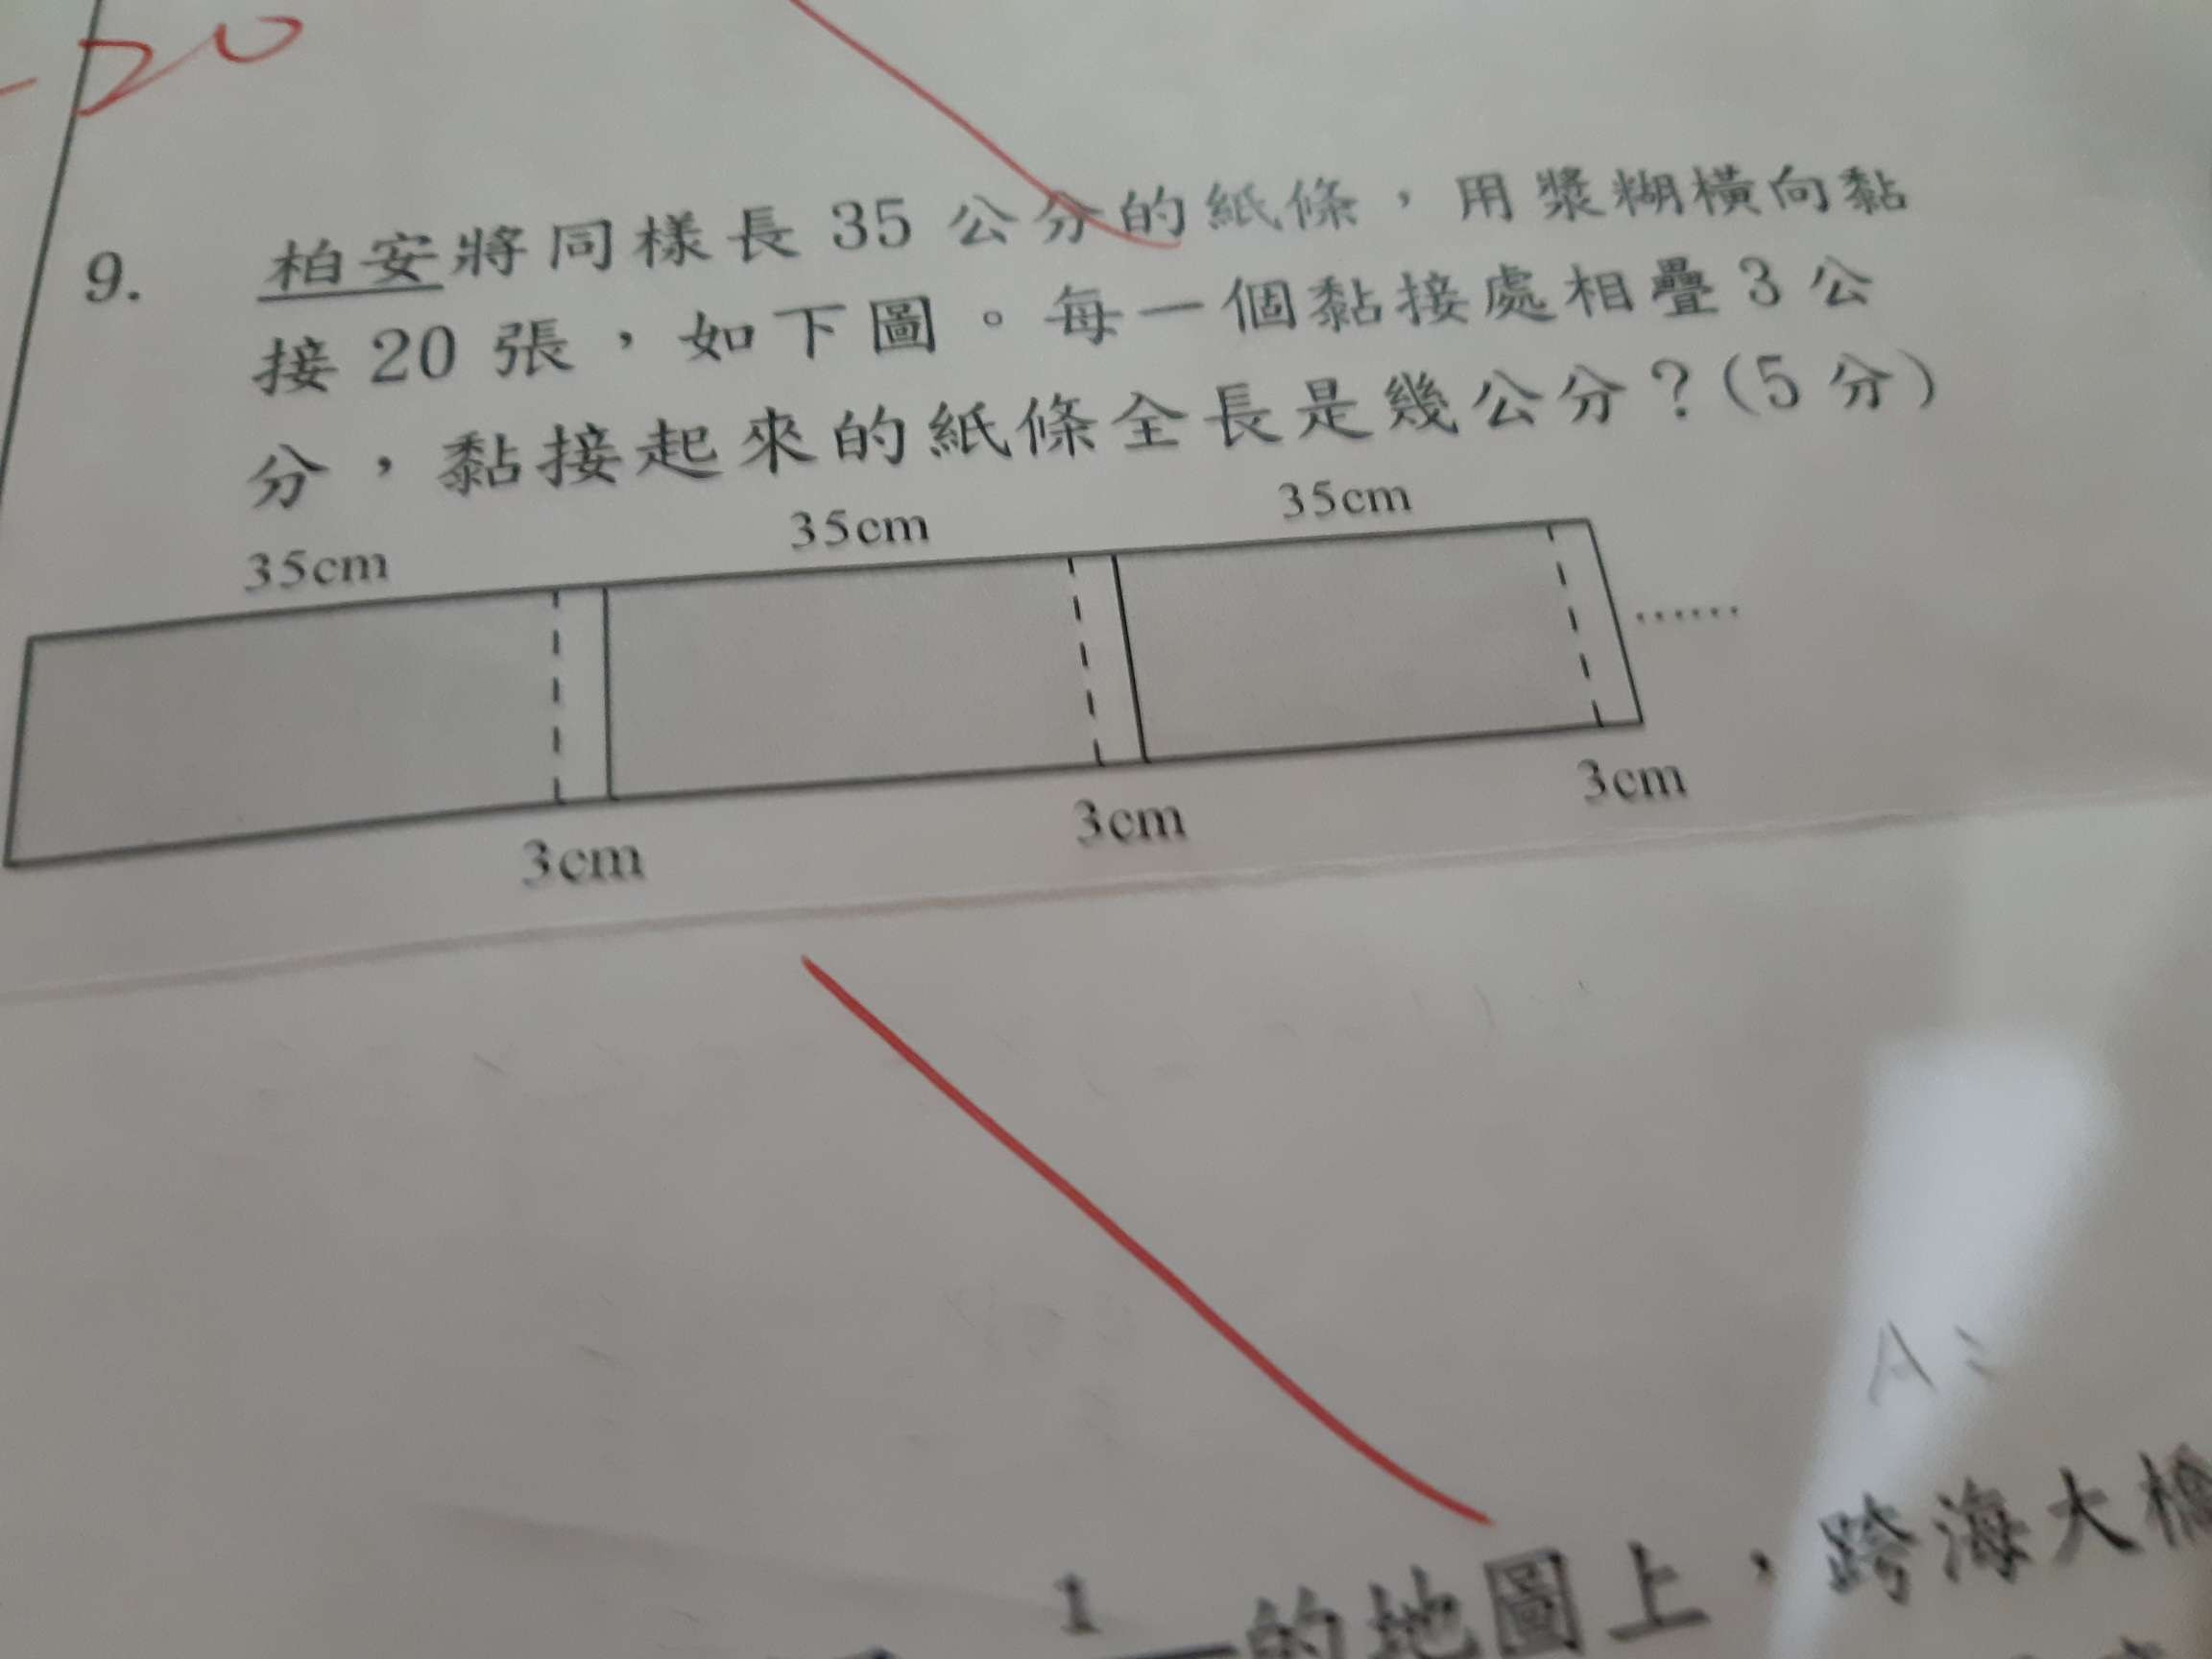 -20
9. 柏安將同樣長 35 公分的紙條，用漿糊橫向黏
接 20 張，如下圖。每一個黏接處相疊 3 公
分，黏接起來的紙條全長是幾公分？(5 分)
35cm 35cm 35cm
……
3cm 3cm 3cm
A:
1
的地圖上，跨海大橋